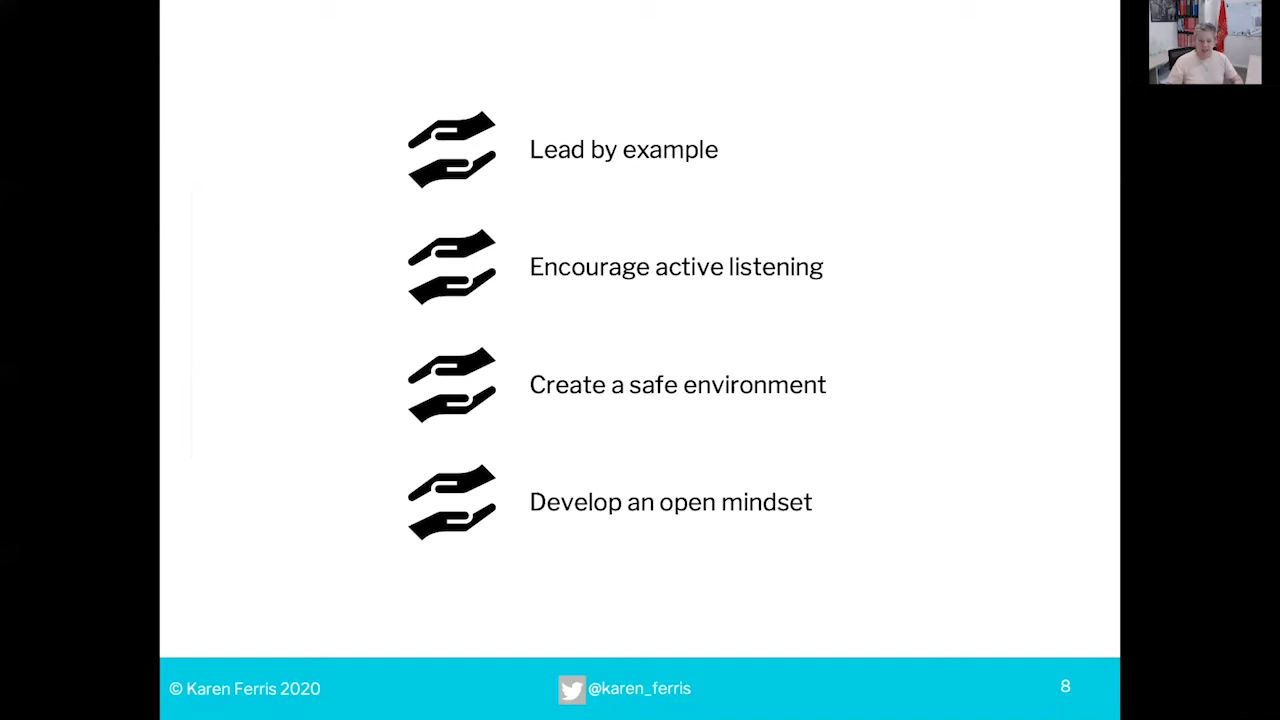 Lead by example
Encourage active listening
Create a safe environment
Develop an open mindset
© Karen Ferris 2020
@karen_ferris
8